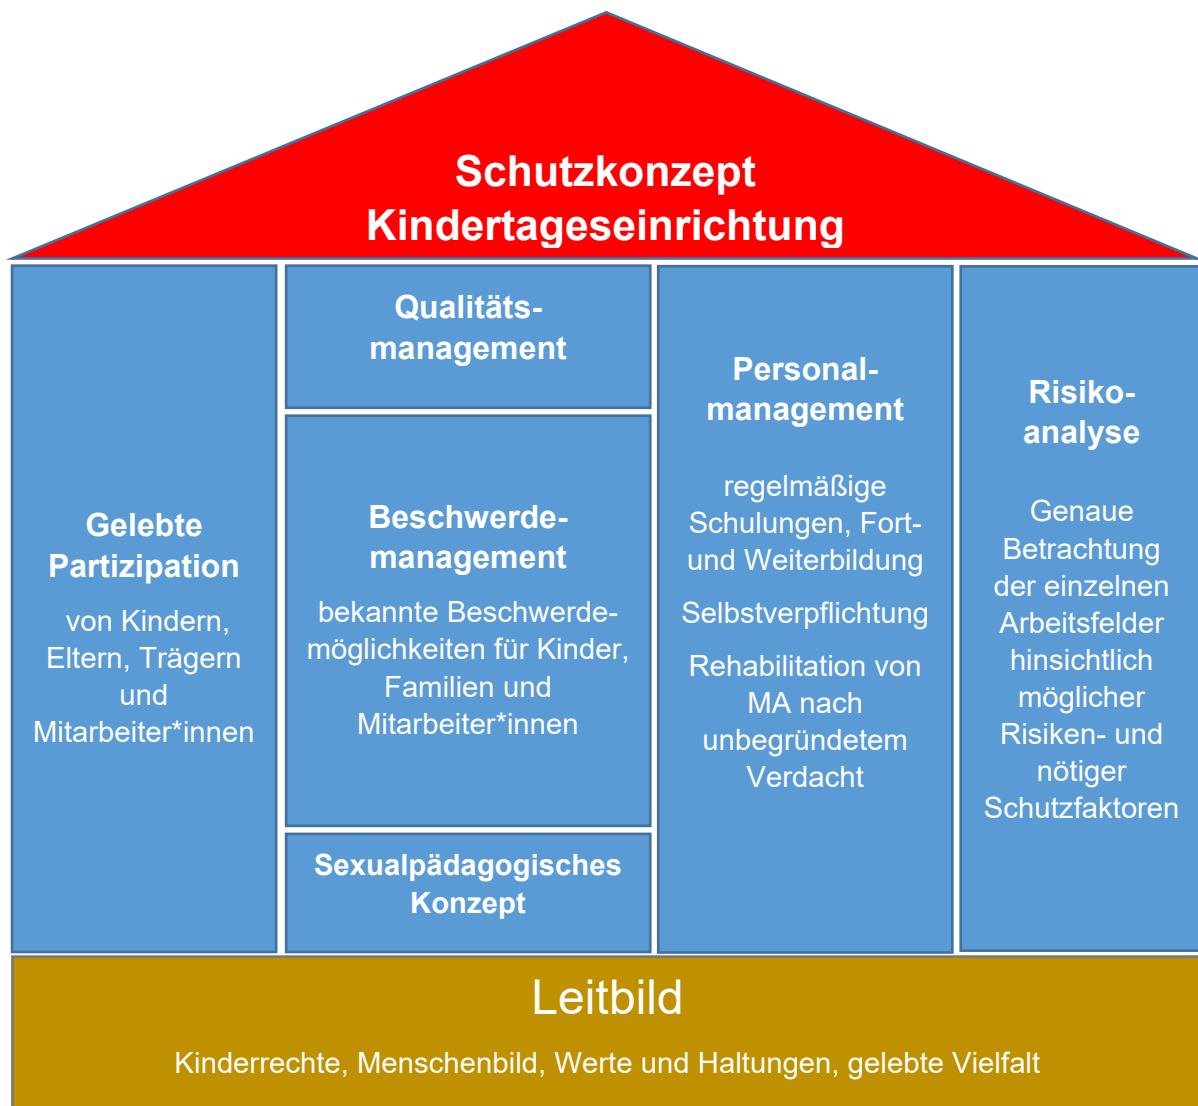 Schutzkonzept
Kindertageseinrichtung
Gelebte
Partizipation
von Kindern,
Eltern, Trägern
und
Mitarbeiter*innen
Qualitäts-
management
Beschwerde-
management
bekannte Beschwerde-
möglichkeiten für Kinder,
Familien und
Mitarbeiter*innen
Sexualpädagogisches
Konzept
Personal-
management
regelmäßige
Schulungen, Fort-
und Weiterbildung
Selbstverpflichtung
Rehabilitation von
MA nach
unbegründetem
Verdacht
Risiko-
analyse
Genaue
Betrachtung
der einzelnen
Arbeitsfelder
hinsichtlich
möglicher
Risiken- und
nötiger
Schutzfaktoren
Leitbild
Kinderrechte, Menschenbild, Werte und Haltungen, gelebte Vielfalt